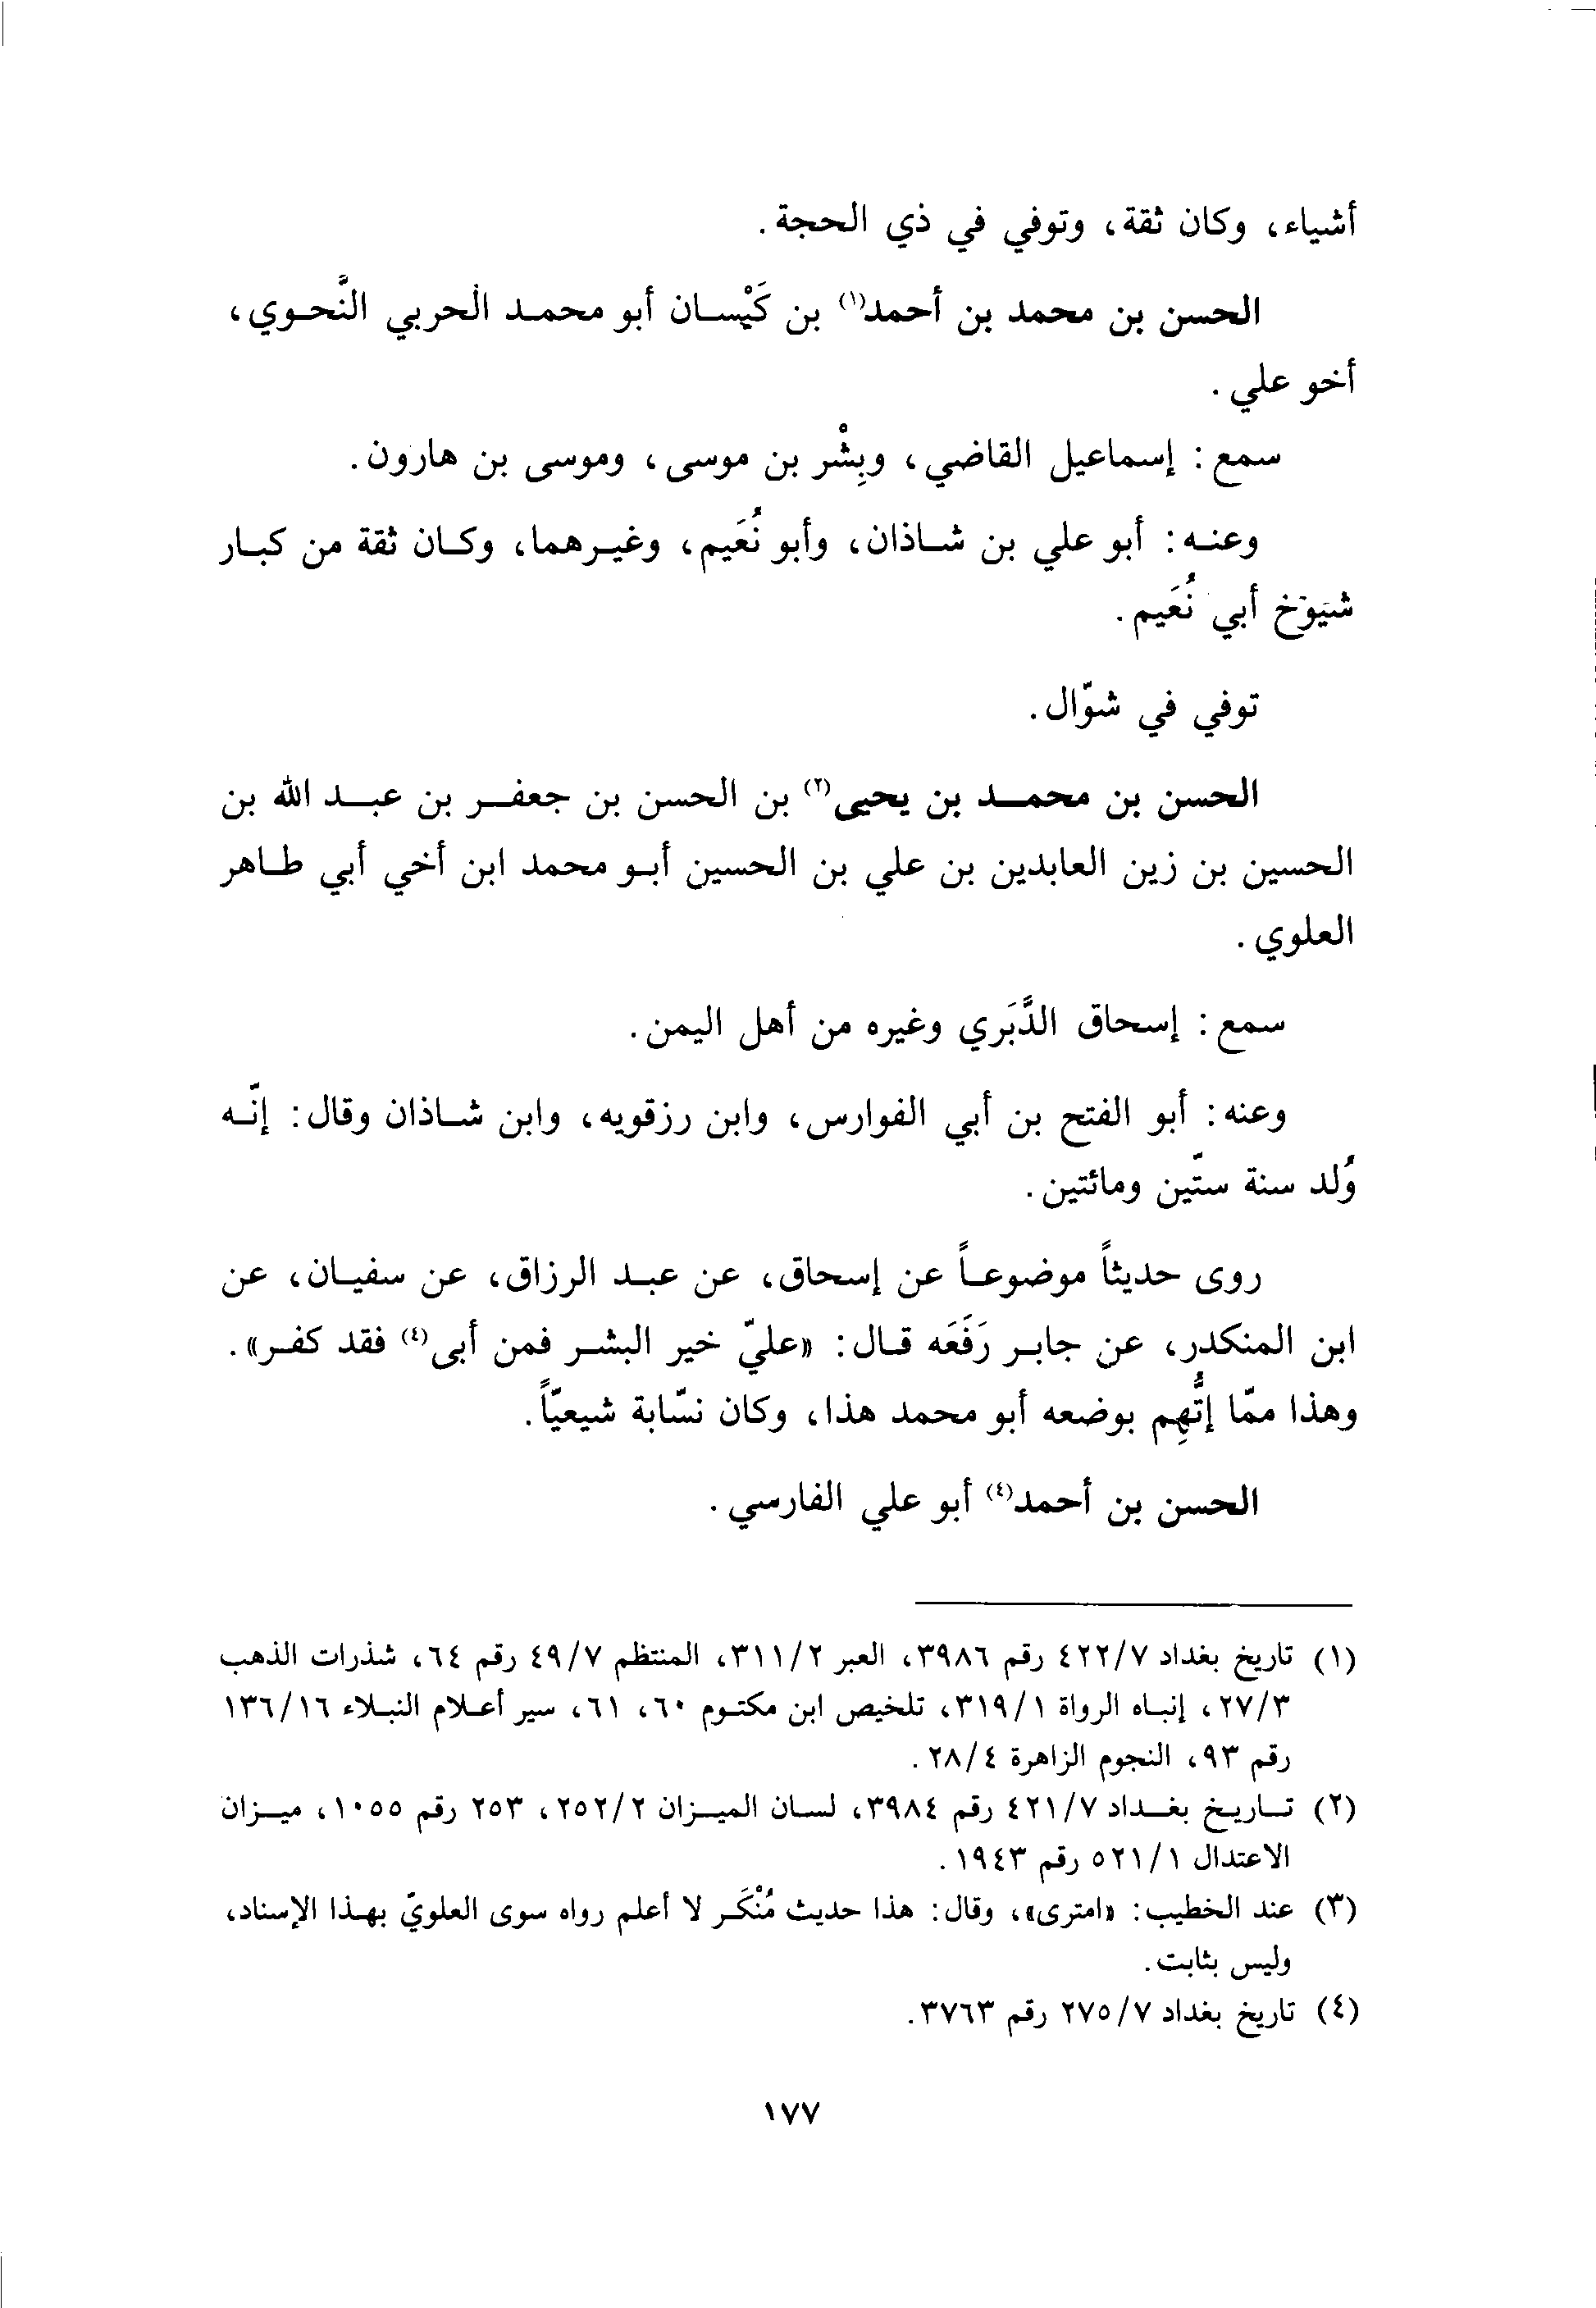 أشياء، وكان ثقة، وتوفي في ذي الحجة.
الحسن بن محمد بن أحمد(١) بن كَيْسان أبو محمد الحربي النَّحوي،
أخو علي.
سمع: إسماعيل القاضي، وبِشْر بن موسى، وموسى بن هارون.
وعنه: أبو علي بن شاذان، وأبو نُعَيم، وغيرهما، وكان ثقة من كبار
شيوخ أبي نُعَيم.
توفي في شوّال.
الحسن بن محمد بن يحيى(٢) بن الحسن بن جعفر بن عبد الله بن
الحسين بن زين العابدين بن علي بن الحسين أبو محمد ابن أخي أبي طاهر
العلوي.
سمع: إسحاق الدَّبَري وغيره من أهل اليمن.
وعنه: أبو الفتح بن أبي الفوارس، وابن رزقويه، وابن شاذان وقال: إنّه
وُلد سنة ستّين ومائتين.
روى حديثاً موضوعاً عن إسحاق، عن عبد الرزاق، عن سفيان، عن
ابن المنكدر، عن جابر رَفَعَه قال: «عليّ خير البشر فمن أبى(٤) فقد كفر».
وهذا ممّا إتُّهِم بوضعه أبو محمد هذا، وكان نسّابة شيعيّاً.
الحسن بن أحمد(٤) أبو علي الفارسي.
(١) تاريخ بغداد ٤٢٢/٧ رقم ٣٩٨٦، العبر ٣١١/٢، المنتظم ٤٩/٧ رقم ٦٤، شذرات الذهب
٢٧/٣، إنباه الرواة ٣١٩/١، تلخيص ابن مكتوم ٦٠، ٦١، سير أعلام النبلاء ١٣٦/١٦
رقم ٩٣، النجوم الزاهرة ٢٨/٤.
(٢) تاريخ بغداد ٤٢١/٧ رقم ٣٩٨٤، لسان الميزان ٢٥٢/٢، ٢٥٣ رقم ١٠٥٥، ميزان
الاعتدال ٥٢١/١ رقم ١٩٤٣.
(٣) عند الخطيب: «امترى»، وقال: هذا حديث مُنْكَر لا أعلم رواه سوى العلويّ بهذا الإسناد،
وليس بثابت.
(٤) تاريخ بغداد ٢٧٥/٧ رقم ٣٧٦٣.
١٧٧